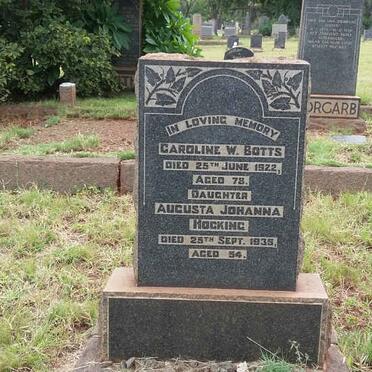 IN LOVING MEMORY
CAROLINE W. BOTTS
DIED 25TH JUNE 1922,
AGED 78.
DAUGHTER
AUGUSTA JOHANNA
HOCKING
DIED 25TH SEPT. 1935,
AGED 54.
ORGARB